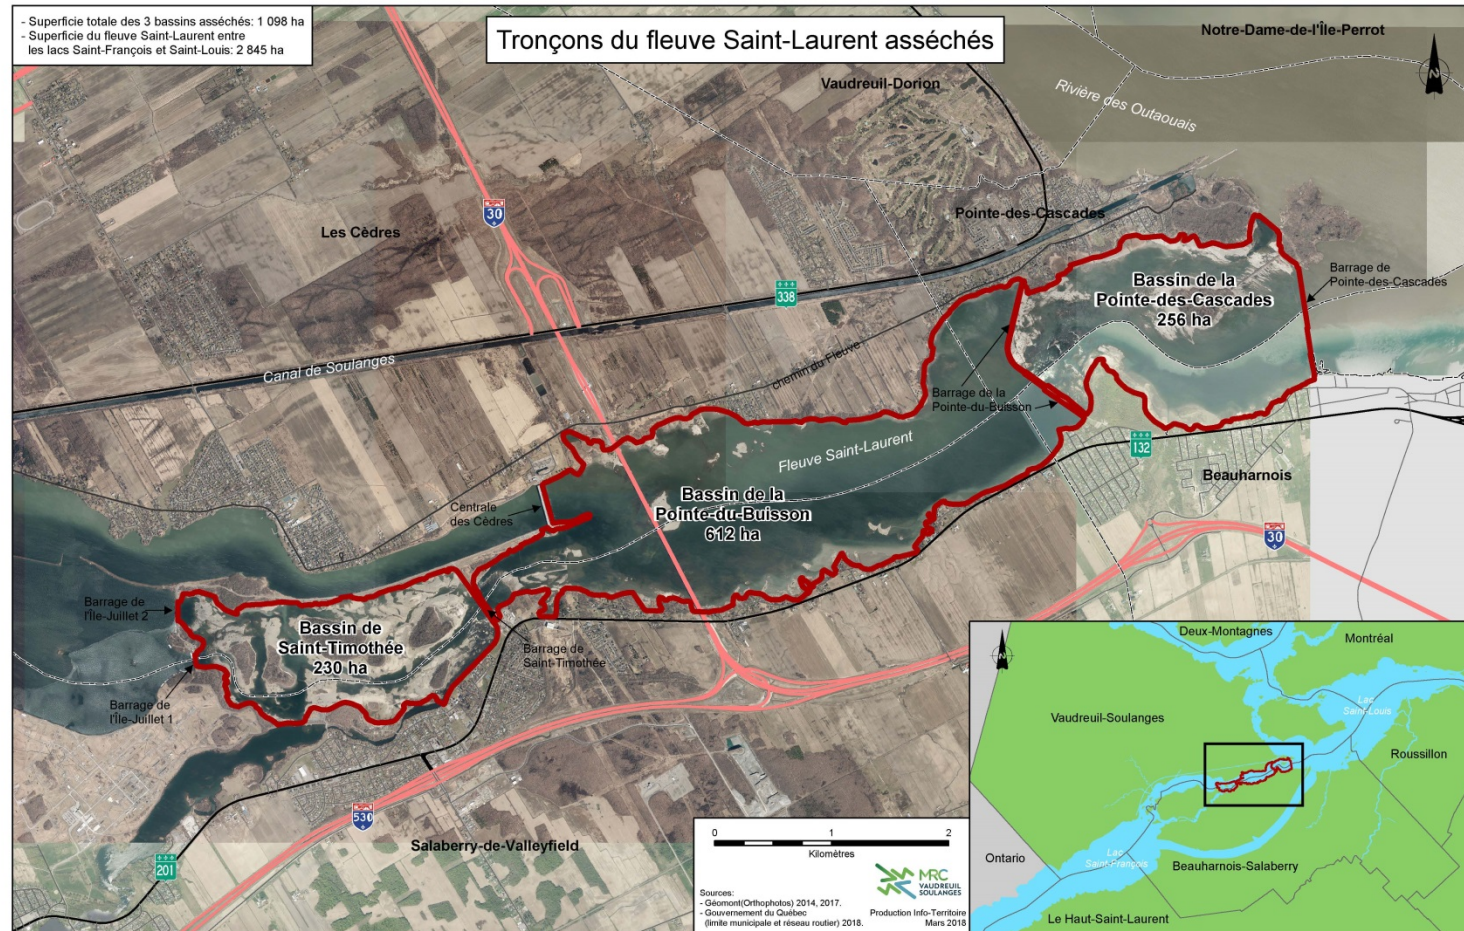 - Superficie totale des 3 bassins asséchés: 1 098 ha
- Superficie du fleuve Saint-Laurent entre
les lacs Saint-François et Saint-Louis: 2 845 ha
Tronçons du fleuve Saint-Laurent asséchés
Notre-Dame-de-l'Île-Perrot
Vaudreuil-Dorion
Rivière des Outaouais
30
Les Cèdres
Pointe-des-Cascades
Barrage de
Pointe-des-Cascades
Bassin de la
Pointe-des-Cascades
256 ha
338
Canal de Soulanges
chemin du Fleuve
Barrage de la
Pointe-du-Buisson
132
Fleuve Saint-Laurent
Beauharnois
Centrale
des Cèdres
Bassin de la
Pointe-du-Buisson
612 ha
30
Barrage de
l'Île-Juillet 2
Bassin de
Saint-Timothée
230 ha
Barrage de
Saint-Timothée
Barrage de
l'Île-Juillet 1
530
Salaberry-de-Valleyfield
201
0 1 2
Kilomètres
MRC
VAUDREUIL
SOULANGES
Sources:
- Géomont(Orthophotos) 2014, 2017.
- Gouvernement du Québec
(limite municipale et réseau routier) 2018.
Production Info-Territoire
Mars 2018
Deux-Montagnes
Montréal
Lac
Saint-Louis
Vaudreuil-Soulanges
Roussillon
Ontario
Lac
Saint-François
Beauharnois-Salaberry
Le Haut-Saint-Laurent